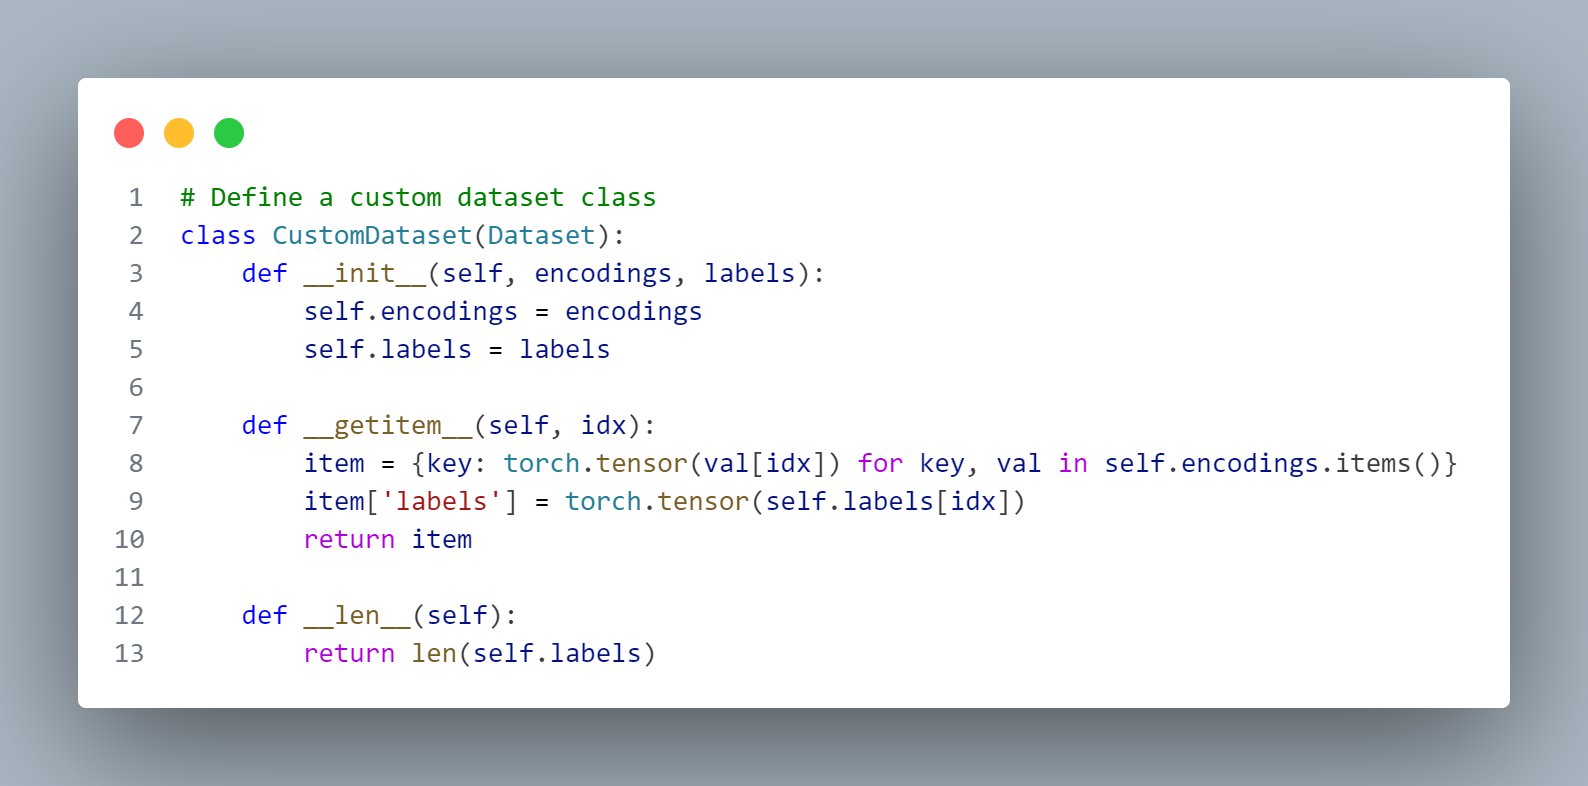 1 # Define a custom dataset class
2 class CustomDataset(Dataset):
3     def __init__(self, encodings, labels):
4         self.encodings = encodings
5         self.labels = labels
6
7     def __getitem__(self, idx):
8         item = {key: torch.tensor(val[idx]) for key, val in self.encodings.items()}
9         item['labels'] = torch.tensor(self.labels[idx])
10         return item
11
12     def __len__(self):
13         return len(self.labels)